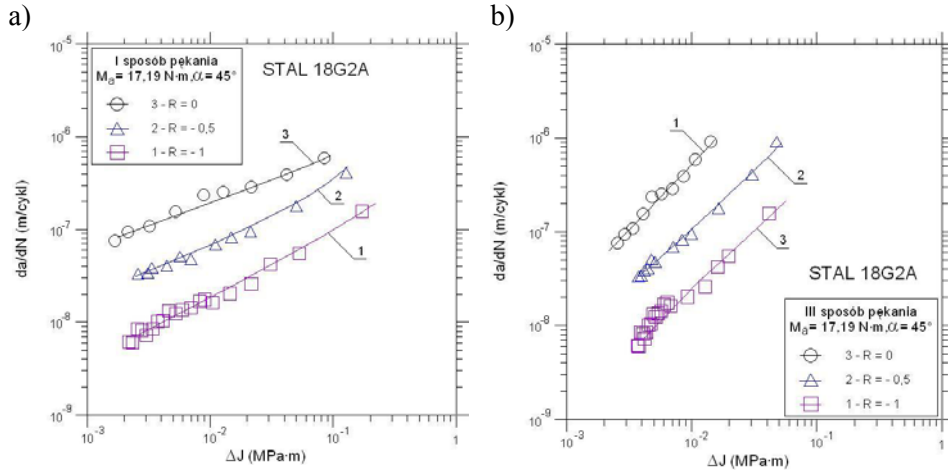 a)
10⁻⁵
I sposób pękania
Mₐ= 17,19 N·m,α= 45°
3 - R = 0
2 - R = - 0,5
1 - R = - 1
STAL 18G2A
10⁻⁶
10⁻⁷
10⁻⁸
10⁻⁹
da/dN (m/cykl)
3
2
1
10⁻³
10⁻²
10⁻¹
1
ΔJ (MPa·m)
b)
10⁻⁵
10⁻⁶
10⁻⁷
10⁻⁸
10⁻⁹
da/dN (m/cykl)
1
2
3
STAL 18G2A
III sposób pękania
Mₐ= 17,19 N·m,α= 45°
3 - R = 0
2 - R = - 0,5
1 - R = - 1
10⁻³
10⁻²
10⁻¹
1
ΔJ (MPa·m)